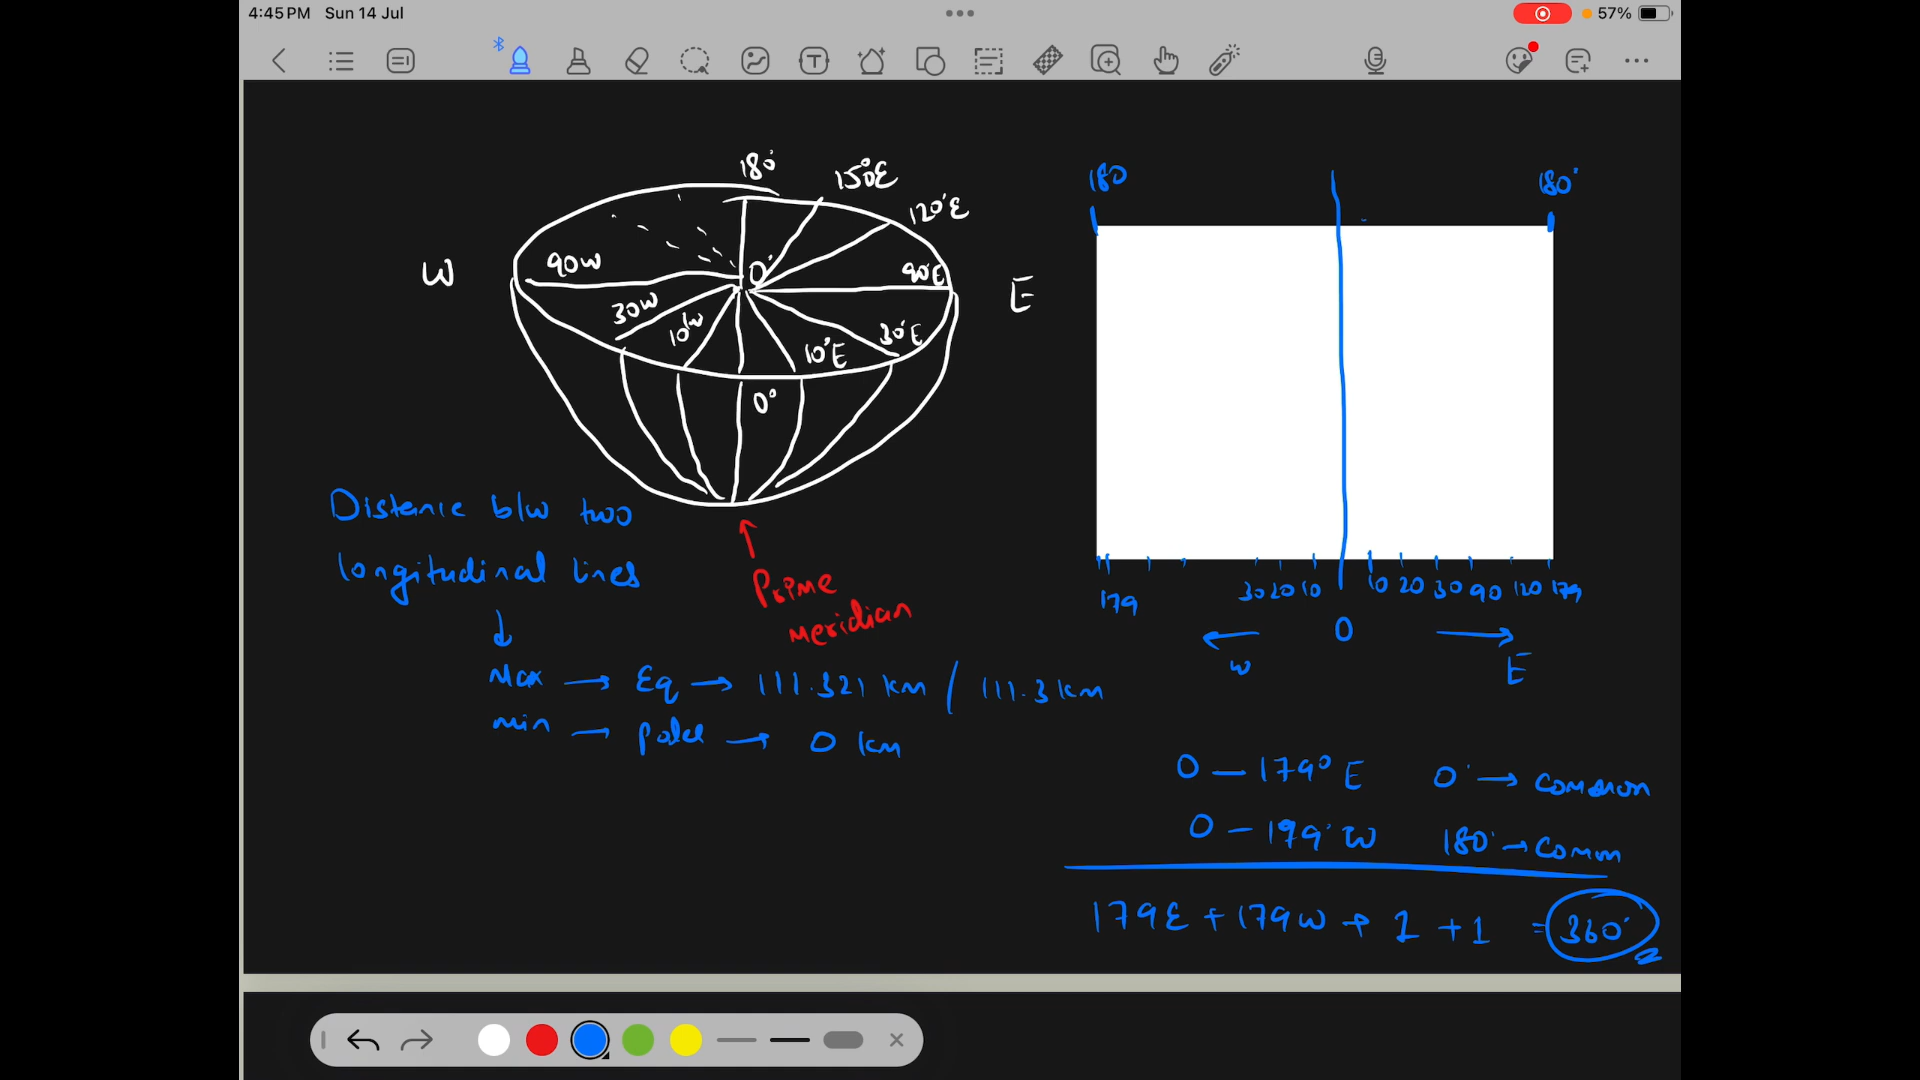 4:45 PM Sun 14 Jul
57%
180°
150°E
120°E
W
90W
0°
90°E
E
30W
10W
10°E
30°E
0°
Prime
meridian
Distance b/w two
longitudinal lines
Max → Eq → 111.321 km / 111.3 km
min → poles → 0 km
180
180°
179 30 20 10 10 20 30 90 120 179
0
W
E
0 — 179° E 0° → common
0 — 179° W 180° → Comm
179E + 179W + 1 + 1 = 360°